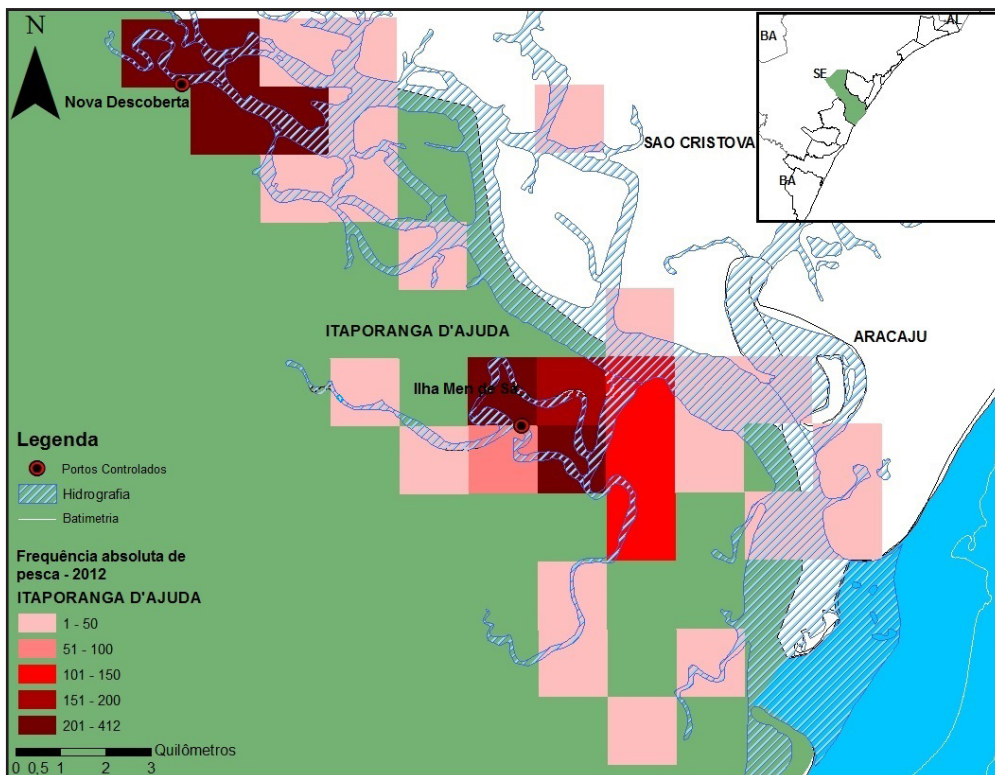 N
BA
AL
SE
BA
Nova Descoberta
SAO CRISTOVA
ITAPORANGA D'AJUDA
ARACAJU
Ilha Men de Sá
Legenda
Portos Controlados
Hidrografia
Batimetria
Frequência absoluta de
pesca - 2012
ITAPORANGA D'AJUDA
1 - 50
51 - 100
101 - 150
151 - 200
201 - 412
Quilômetros
0 0,5 1 2 3